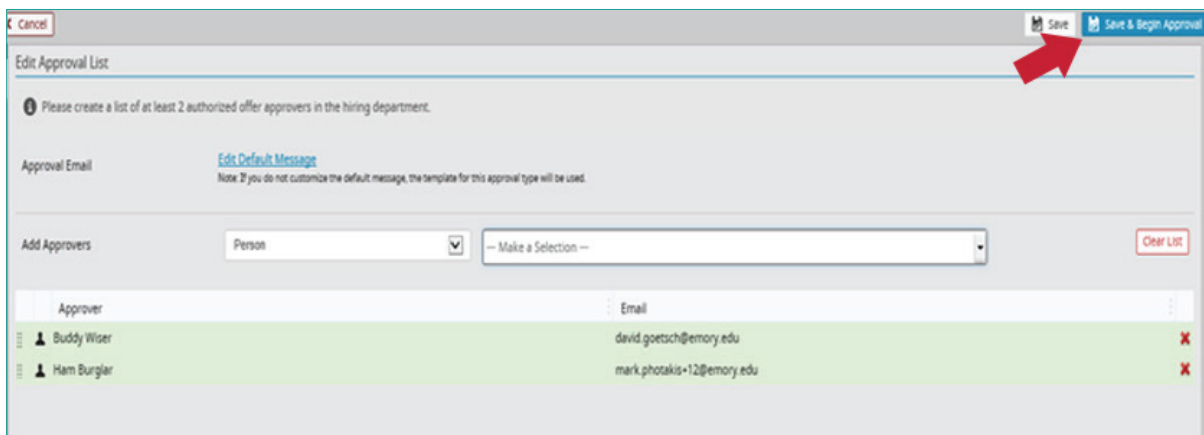 Cancel
Save
Save & Begin Approval
Edit Approval List
Please create a list of at least 2 authorized offer approvers in the hiring department.
Approval Email
Edit Default Message
Note: If you do not customize the default message, the template for this approval type will be used.
Add Approvers
Person
--- Make a Selection ---
Clear List
Approver
Email
Buddy Wiser
david.goetsch@emory.edu
Ham Burglar
mark.photakis+12@emory.edu